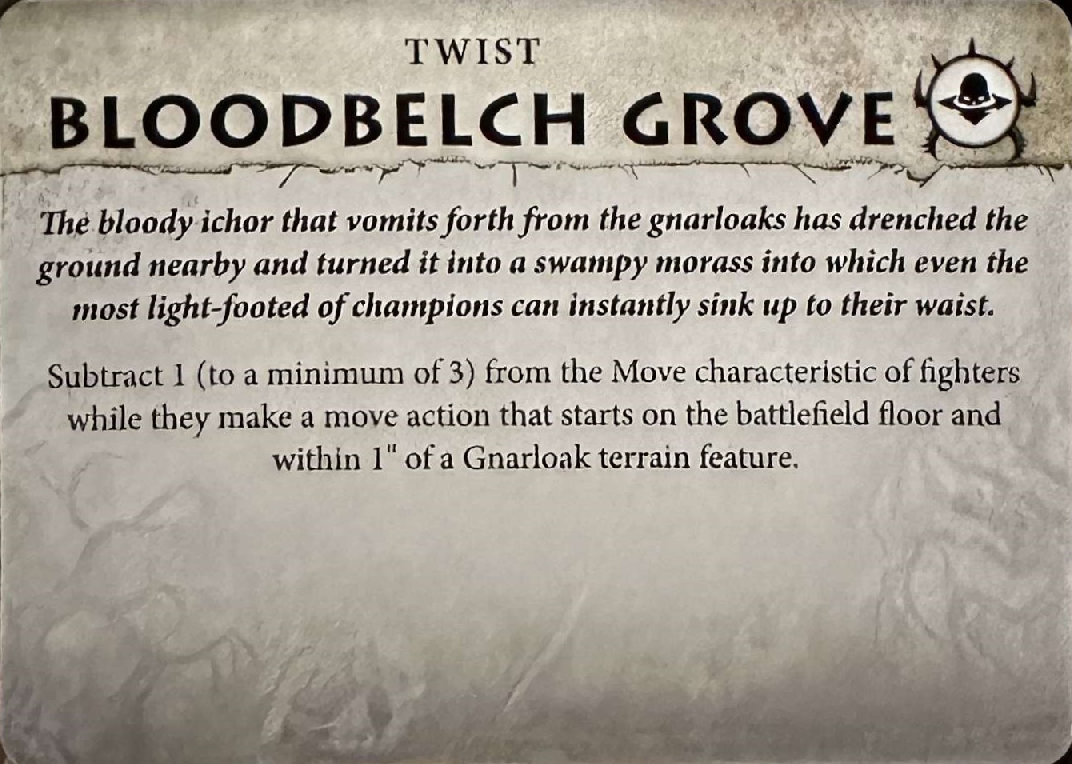 TWIST
BLOODBELCH GROVE
The bloody ichor that vomits forth from the gnarloaks has drenched the
ground nearby and turned it into a swampy morass into which even the
most light-footed of champions can instantly sink up to their waist.
Subtract 1 (to a minimum of 3) from the Move characteristic of fighters
while they make a move action that starts on the battlefield floor and
within 1" of a Gnarloak terrain feature.